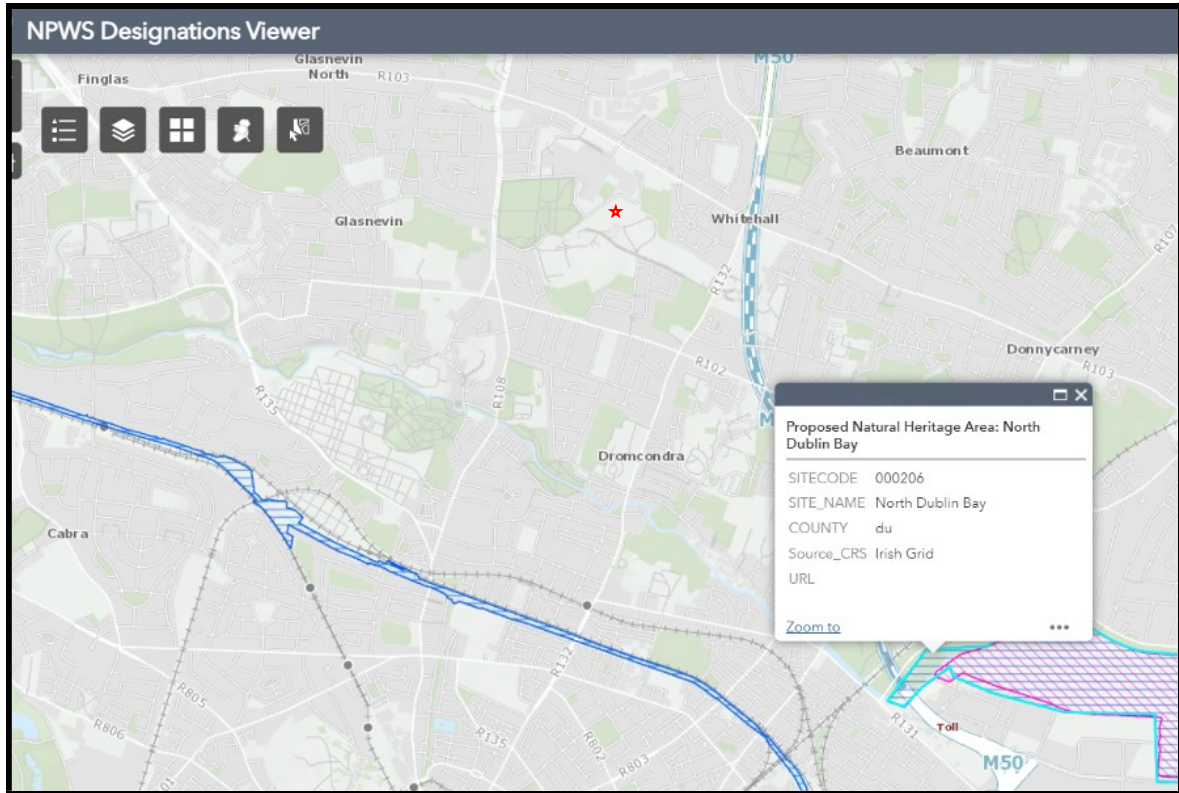 NPWS Designations Viewer
Glasnevin
North
R103
M50
Finglas
Beaumont
Glasnevin
Whitehall
R107
R132
Donnycarney
R103
R102
R108
R135
Dromcondra
M
Cabra
Proposed Natural Heritage Area: North
Dublin Bay
SITECODE 000206
SITE_NAME North Dublin Bay
COUNTY du
Source_CRS Irish Grid
URL
Zoom to
R132
R805
R806
R135
R802
R803
R131
Toll
M50